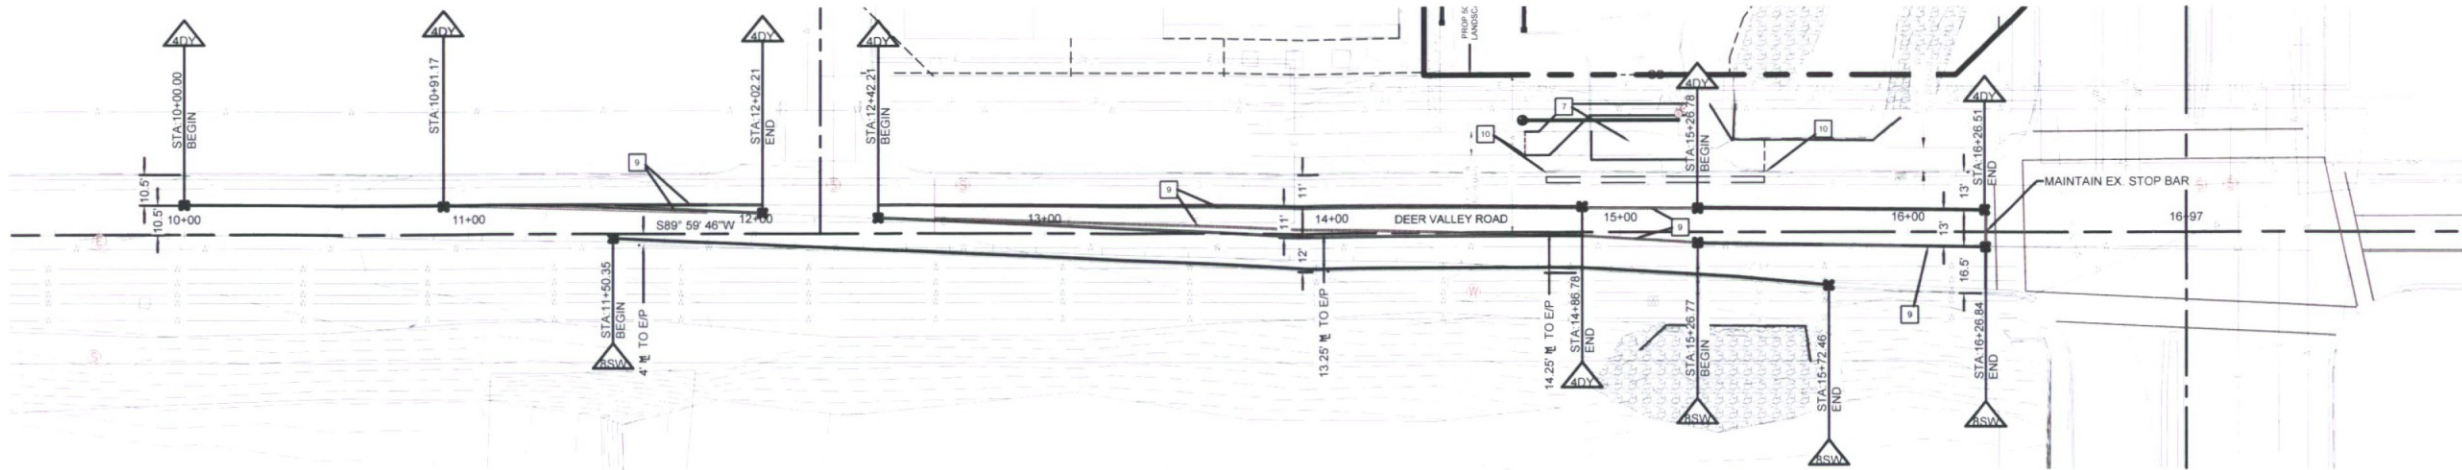 4DY
4DY
4DY
4DY
4DY
4DY
STA:10+00.00
BEGIN
STA:10+91.17
STA:12+02.21
END
STA:12+42.21
BEGIN
PROP 5
LANDSC
STA:15+26.78
BEGIN
STA:16+26.51
END
7
10
10
9
9
9
9
MAINTAIN EX. STOP BAR
10.5'
10.5'
11'
11'
12'
13'
13'
16.5'
10+00
11+00
12+00
13+00
14+00
DEER VALLEY ROAD
15+00
16+00
16+97
S89° 59' 46"W
STA:11+50.35
BEGIN
4' ℄ TO E/P
13.25' ℄ TO E/P
14.25' ℄ TO E/P
STA:14+86.78
END
STA:15+26.77
BEGIN
STA:15+72.46
END
STA:16+26.84
END
8SW
4DY
8SW
8SW
8SW